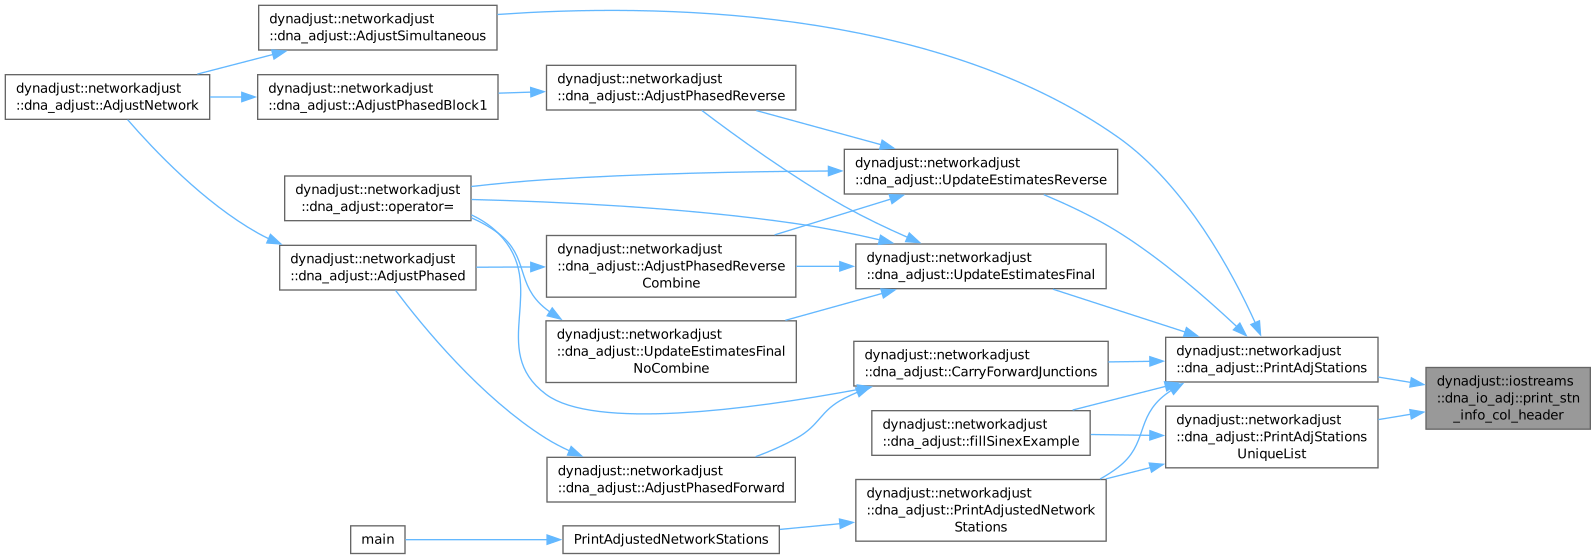 dynadjust::networkadjust
::dna_adjust::AdjustSimultaneous
dynadjust::networkadjust
::dna_adjust::AdjustNetwork
dynadjust::networkadjust
::dna_adjust::AdjustPhasedBlock1
dynadjust::networkadjust
::dna_adjust::AdjustPhasedReverse
dynadjust::networkadjust
::dna_adjust::UpdateEstimatesReverse
dynadjust::networkadjust
::dna_adjust::operator=
dynadjust::networkadjust
::dna_adjust::AdjustPhased
dynadjust::networkadjust
::dna_adjust::AdjustPhasedReverse
Combine
dynadjust::networkadjust
::dna_adjust::UpdateEstimatesFinal
dynadjust::networkadjust
::dna_adjust::UpdateEstimatesFinal
NoCombine
dynadjust::networkadjust
::dna_adjust::CarryForwardJunctions
dynadjust::networkadjust
::dna_adjust::PrintAdjStations
dynadjust::iostreams
::dna_io_adj::print_stn
_info_col_header
dynadjust::networkadjust
::dna_adjust::fillSinexExample
dynadjust::networkadjust
::dna_adjust::PrintAdjStations
UniqueList
dynadjust::networkadjust
::dna_adjust::AdjustPhasedForward
dynadjust::networkadjust
::dna_adjust::PrintAdjustedNetwork
Stations
main
PrintAdjustedNetworkStations